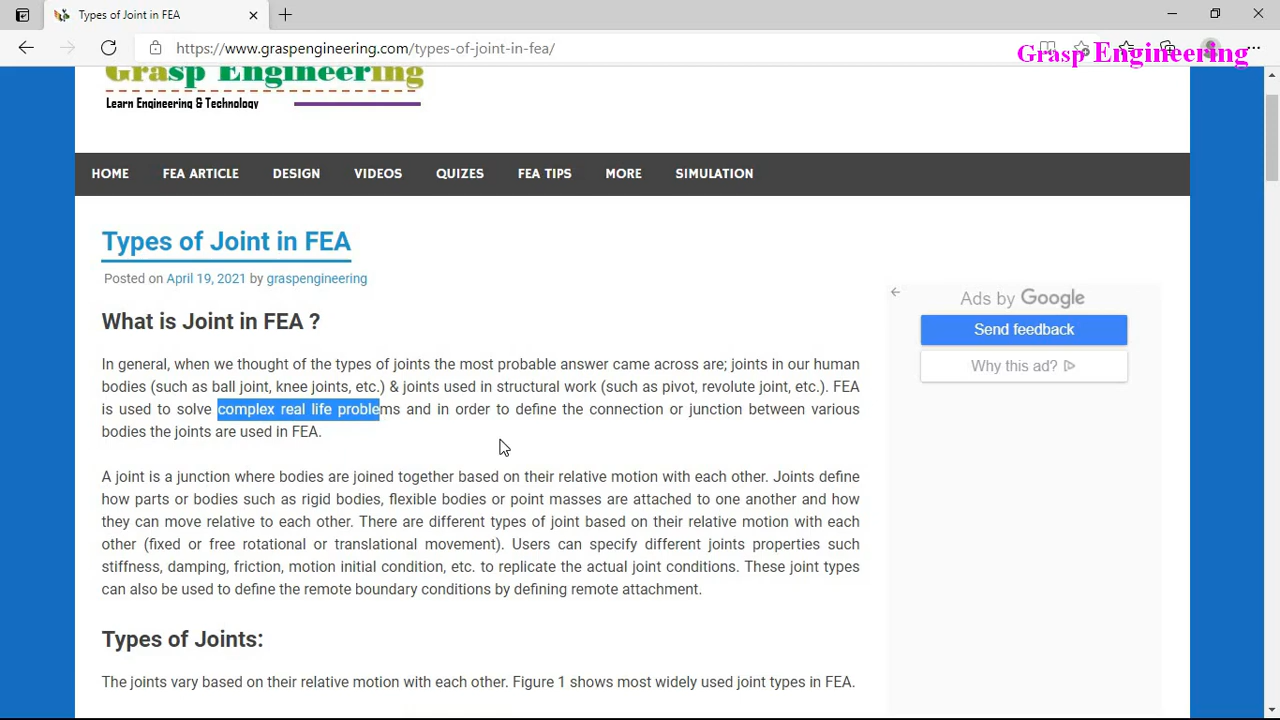 Types of Joint in FEA
https://www.graspengineering.com/types-of-joint-in-fea/
Grasp Engineering
Grasp Engineering
Learn Engineering & Technology
HOME FEA ARTICLE DESIGN VIDEOS QUIZES FEA TIPS MORE SIMULATION
Types of Joint in FEA
Posted on April 19, 2021 by graspengineering
What is Joint in FEA ?
In general, when we thought of the types of joints the most probable answer came across are; joints in our human
bodies (such as ball joint, knee joints, etc.) & joints used in structural work (such as pivot, revolute joint, etc.). FEA
is used to solve complex real life problems and in order to define the connection or junction between various
bodies the joints are used in FEA.
A joint is a junction where bodies are joined together based on their relative motion with each other. Joints define
how parts or bodies such as rigid bodies, flexible bodies or point masses are attached to one another and how
they can move relative to each other. There are different types of joint based on their relative motion with each
other (fixed or free rotational or translational movement). Users can specify different joints properties such
stiffness, damping, friction, motion initial condition, etc. to replicate the actual joint conditions. These joint types
can also be used to define the remote boundary conditions by defining remote attachment.
Types of Joints:
The joints vary based on their relative motion with each other. Figure 1 shows most widely used joint types in FEA.
Ads by Google
Send feedback
Why this ad?